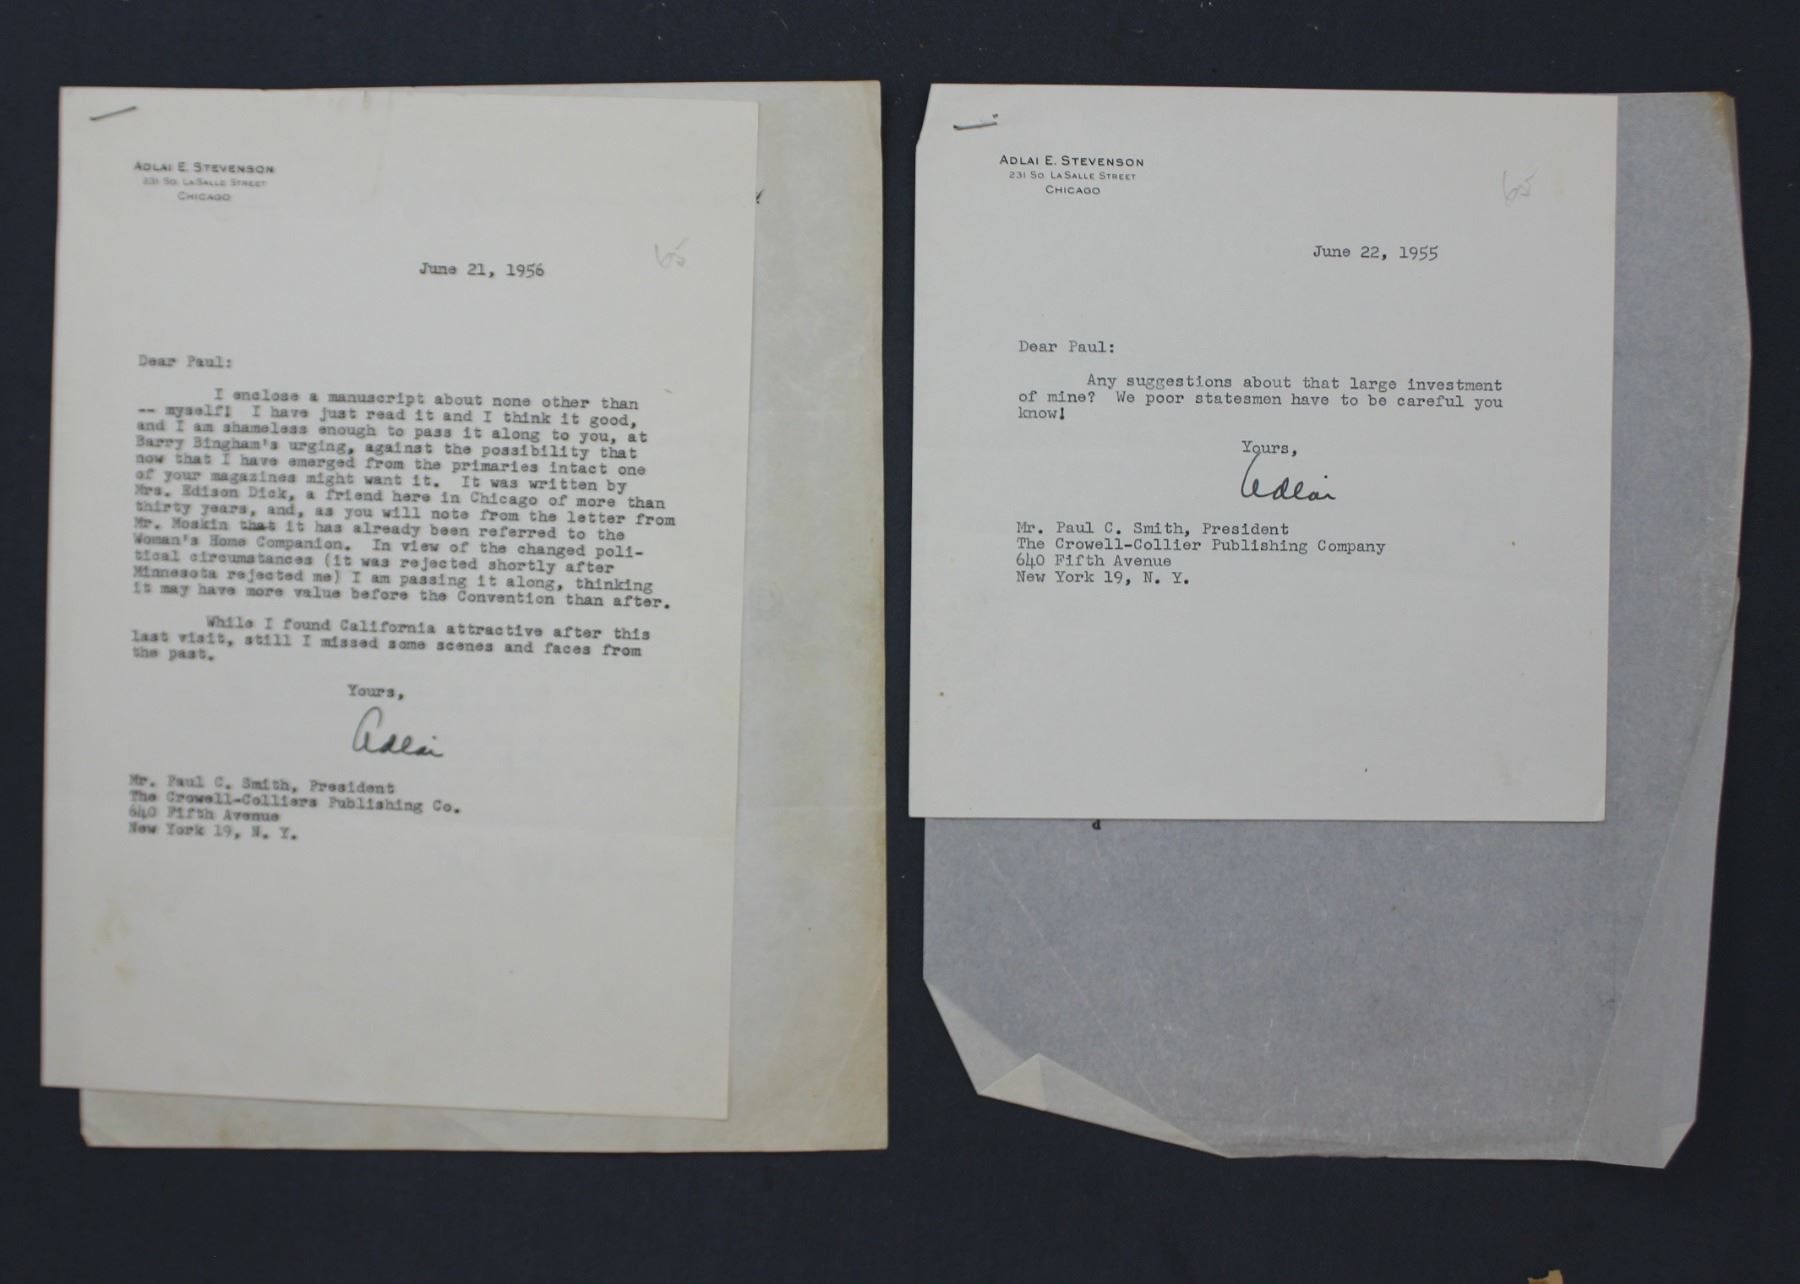 ADLAI E. STEVENSON
231 SO. LASALLE STREET
CHICAGO
65
June 21, 1956
Dear Paul:
I enclose a manuscript about none other than
-- myself! I have just read it and I think it good,
and I am shameless enough to pass it along to you, at
Barry Bingham's urging, against the possibility that
now that I have emerged from the primaries intact one
of your magazines might want it. It was written by
Mrs. Edison Dick, a friend here in Chicago of more than
thirty years, and, as you will note from the letter from
Mr. Moskin that it has already been referred to the
Woman's Home Companion. In view of the changed poli-
tical circumstances (it was rejected shortly after
Minnesota rejected me) I am passing it along, thinking
it may have more value before the Convention than after.
While I found California attractive after this
last visit, still I missed some scenes and faces from
the past.
Yours,
Adlai
Mr. Paul C. Smith, President
The Crowell-Colliers Publishing Co.
640 Fifth Avenue
New York 19, N. Y.
ADLAI E. STEVENSON
231 SO. LASALLE STREET
CHICAGO
65
June 22, 1955
Dear Paul:
Any suggestions about that large investment
of mine? We poor statesmen have to be careful you
know!
Yours,
Adlai
Mr. Paul C. Smith, President
The Crowell-Collier Publishing Company
640 Fifth Avenue
New York 19, N. Y.
d